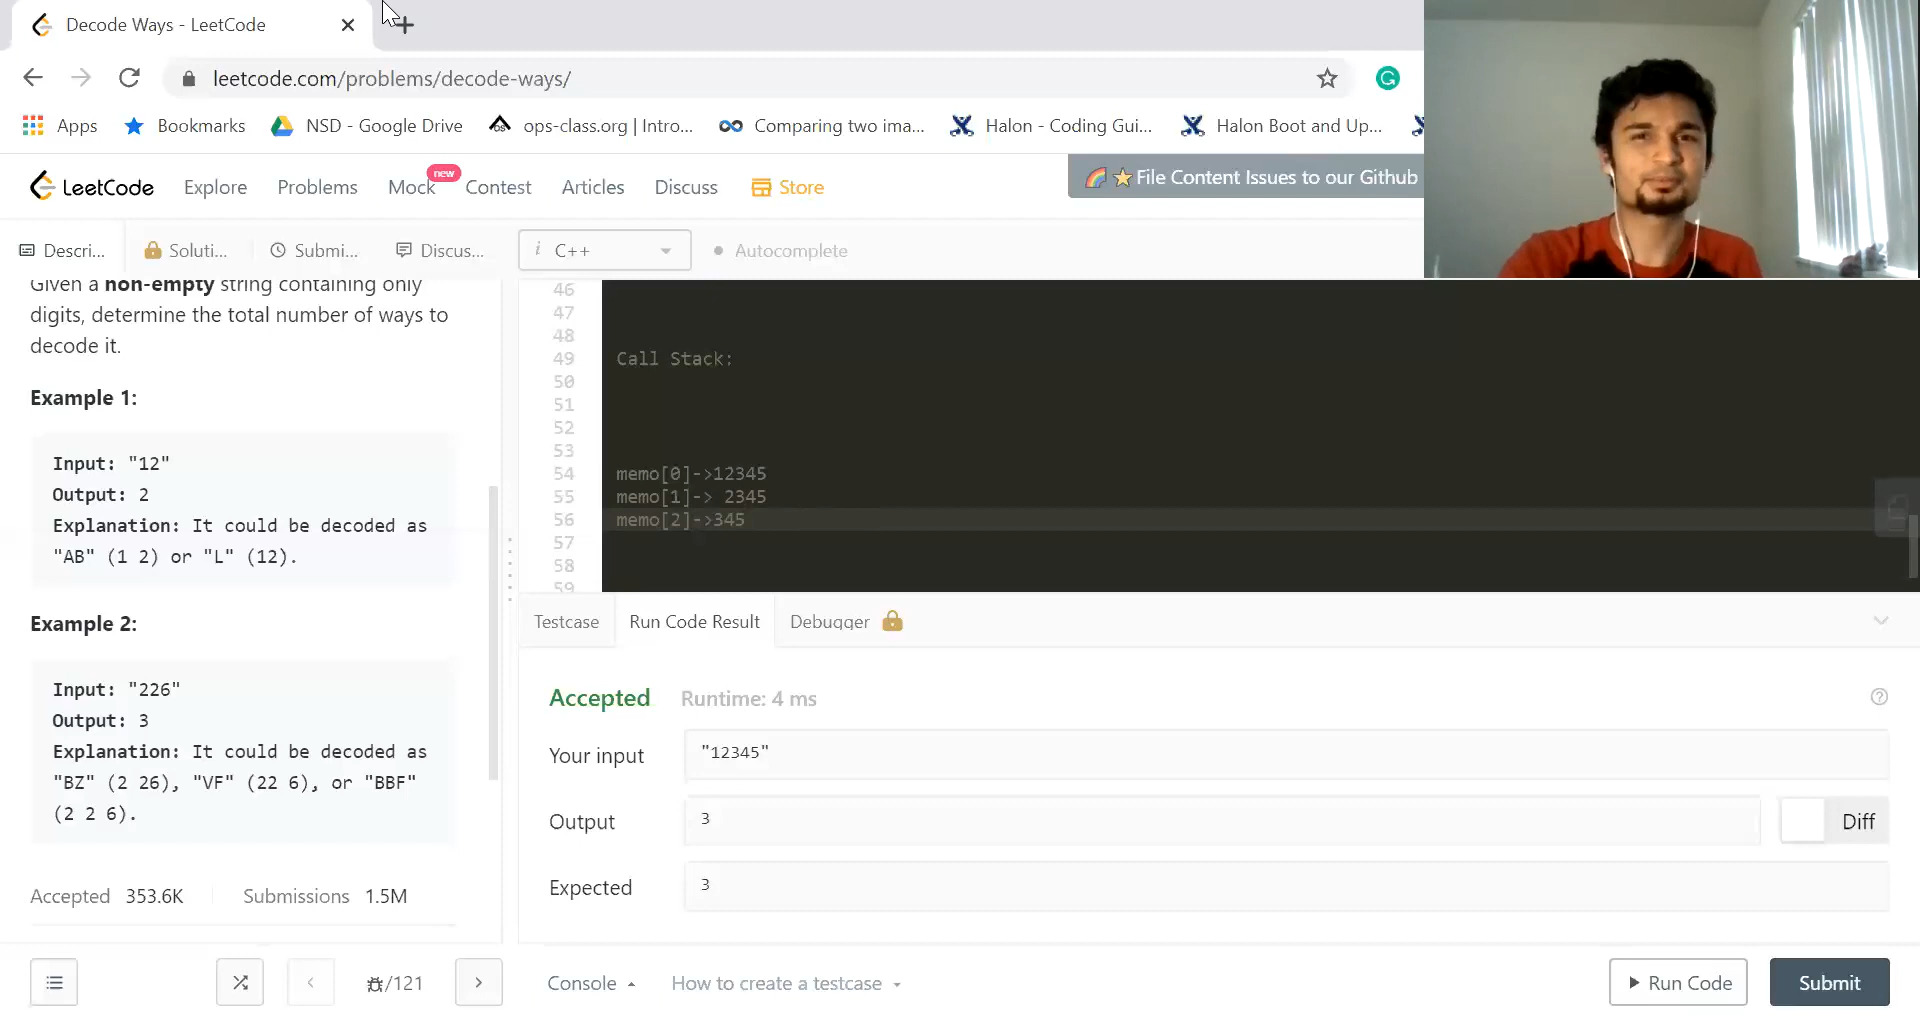 Decode Ways - LeetCode
leetcode.com/problems/decode-ways/
Apps Bookmarks NSD - Google Drive ops-class.org | Intro... Comparing two ima... Halon - Coding Gui... Halon Boot and Up...
LeetCode Explore Problems Mock new Contest Articles Discuss Store File Content Issues to our Github
Descri... Soluti... Submi... Discus... i C++ Autocomplete
Given a non-empty string containing only
digits, determine the total number of ways to
decode it.
Example 1:
Input: "12"
Output: 2
Explanation: It could be decoded as
"AB" (1 2) or "L" (12).
Example 2:
Input: "226"
Output: 3
Explanation: It could be decoded as
"BZ" (2 26), "VF" (22 6), or "BBF"
(2 2 6).
Accepted 353.6K Submissions 1.5M
46
47
48
49 Call Stack:
50
51
52
53
54 memo[0]->12345
55 memo[1]-> 2345
56 memo[2]->345
57
58
59
Testcase Run Code Result Debugger
Accepted Runtime: 4 ms
Your input "12345"
Output 3 Diff
Expected 3
/121 Console How to create a testcase Run Code Submit